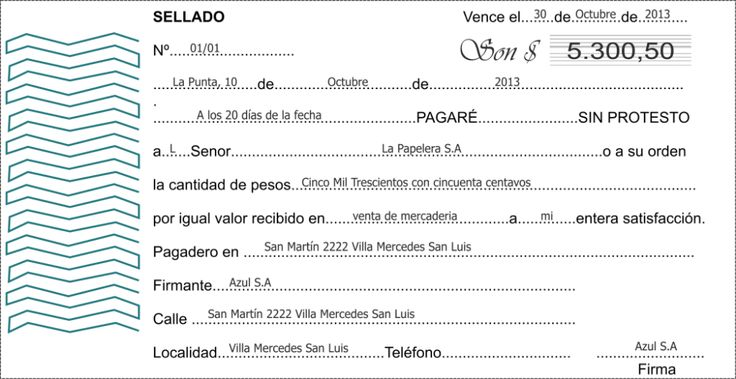 SELLADO Vence el...30...de.Octubre.de..2013....
Nº....01/01....................
Son $ 5.300,50
....La Punta, 10....de............Octubre..........de...............2013......................................
.
..........A los 20 días de la fecha..............................PAGARÉ.......................SIN PROTESTO
a..L...Senor..................................La Papelera S.A.................................o a su orden
la cantidad de pesos..Cinco Mil Trescientos con cincuenta centavos.....................................
por igual valor recibido en......venta de mercaderia............a......mi......entera satisfacción.
Pagadero en ....San Martín 2222 Villa Mercedes San Luis....................................................
Firmante....Azul S.A..........................................................................................................
Calle ..San Martín 2222 Villa Mercedes San Luis..............................................................
Localidad..Villa Mercedes San Luis........Teléfono................ ........Azul S.A......
Firma